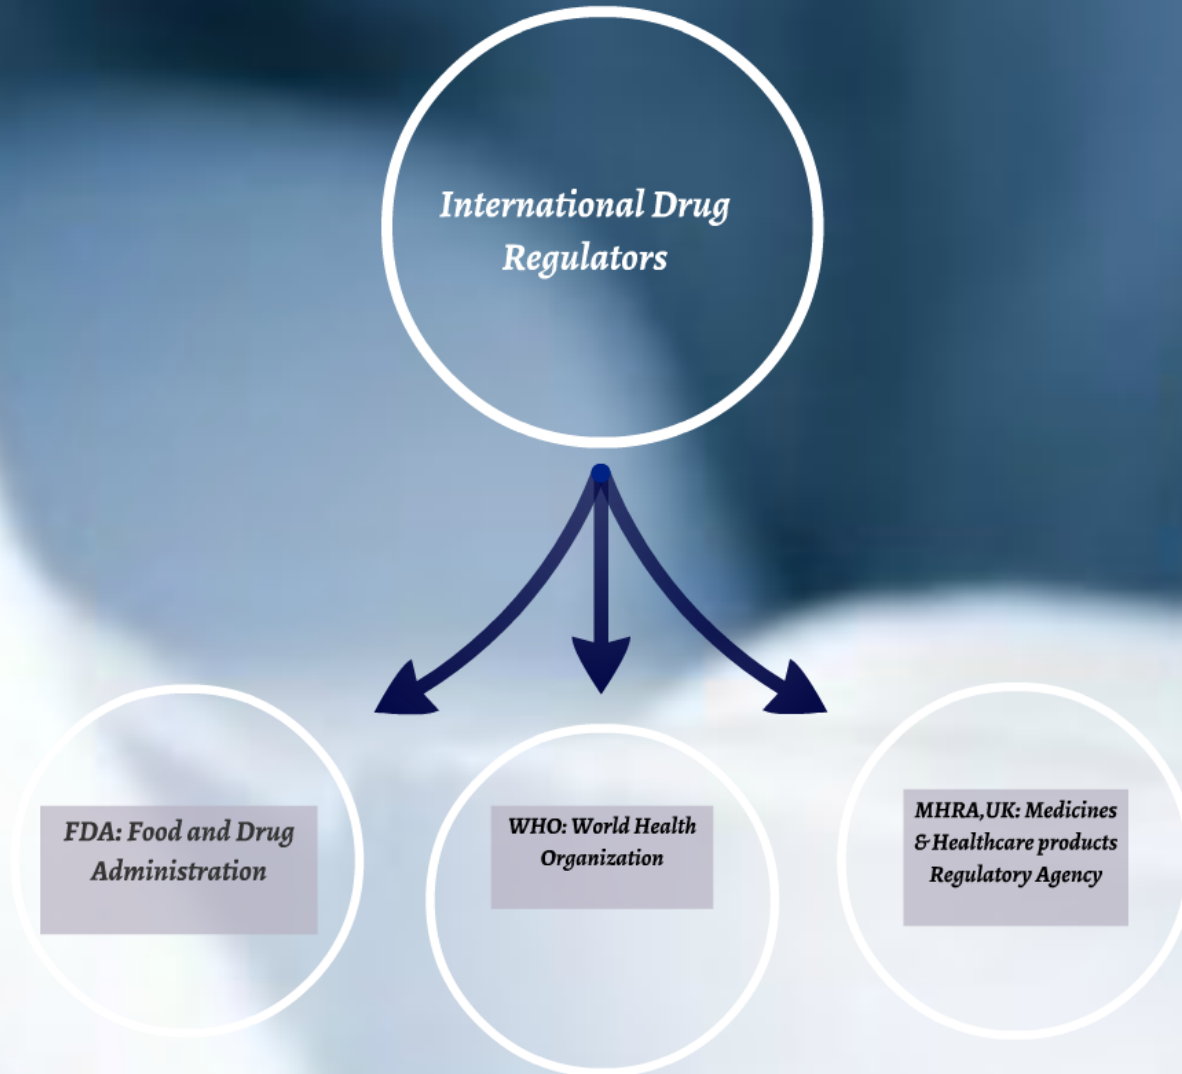 International Drug
Regulators
FDA: Food and Drug
Administration
WHO: World Health
Organization
MHRA,UK: Medicines
& Healthcare products
Regulatory Agency